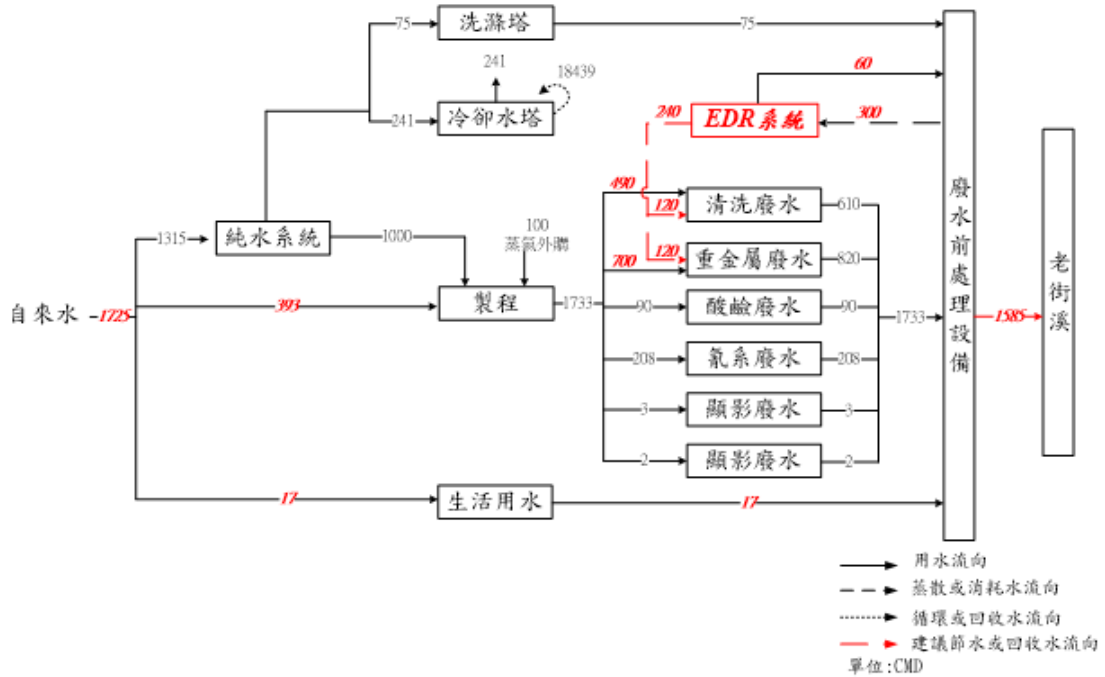 75
洗滌塔
75
241
18439
60
241
冷卻水塔
240
EDR系統
300
490
120
清洗廢水
610
1315
純水系統
1000
100
蒸氣外購
700
120
重金屬廢水
820
自來水
1725
393
製程
1733
90
酸鹼廢水
90
1733
廢水前處理設備
1585
老街溪
208
氰系廢水
208
3
顯影廢水
3
2
顯影廢水
2
17
生活用水
17
用水流向
蒸散或消耗水流向
循環或回收水流向
建議節水或回收水流向
單位:CMD